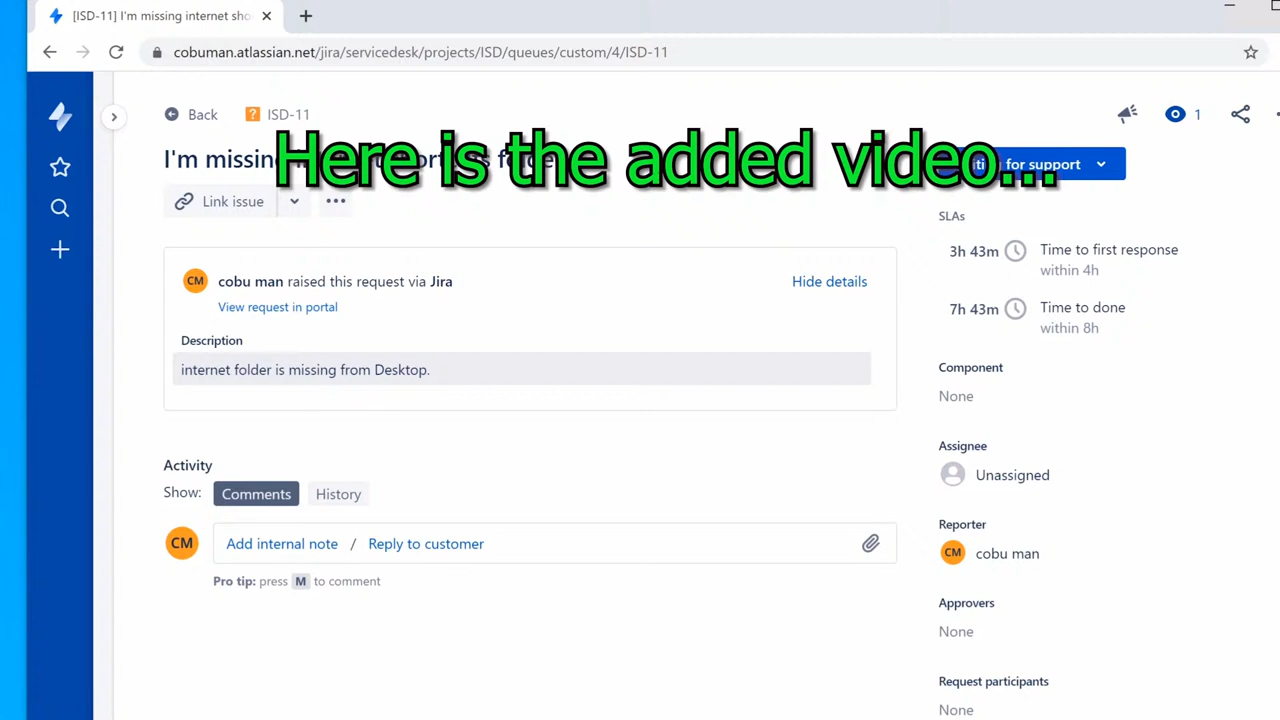 [ISD-11] I'm missing internet sho
cobuman.atlassian.net/jira/servicedesk/projects/ISD/queues/custom/4/ISD-11
Back ISD-11
1
Here is the added video...
I'm missing
for support
Link issue
SLAs
CM cobu man raised this request via Jira
Hide details
View request in portal
3h 43m Time to first response
within 4h
Description
internet folder is missing from Desktop.
7h 43m Time to done
within 8h
Component
None
Activity
Show: Comments History
Assignee
Unassigned
CM Add internal note / Reply to customer
Pro tip: press M to comment
Reporter
CM cobu man
Approvers
None
Request participants
None